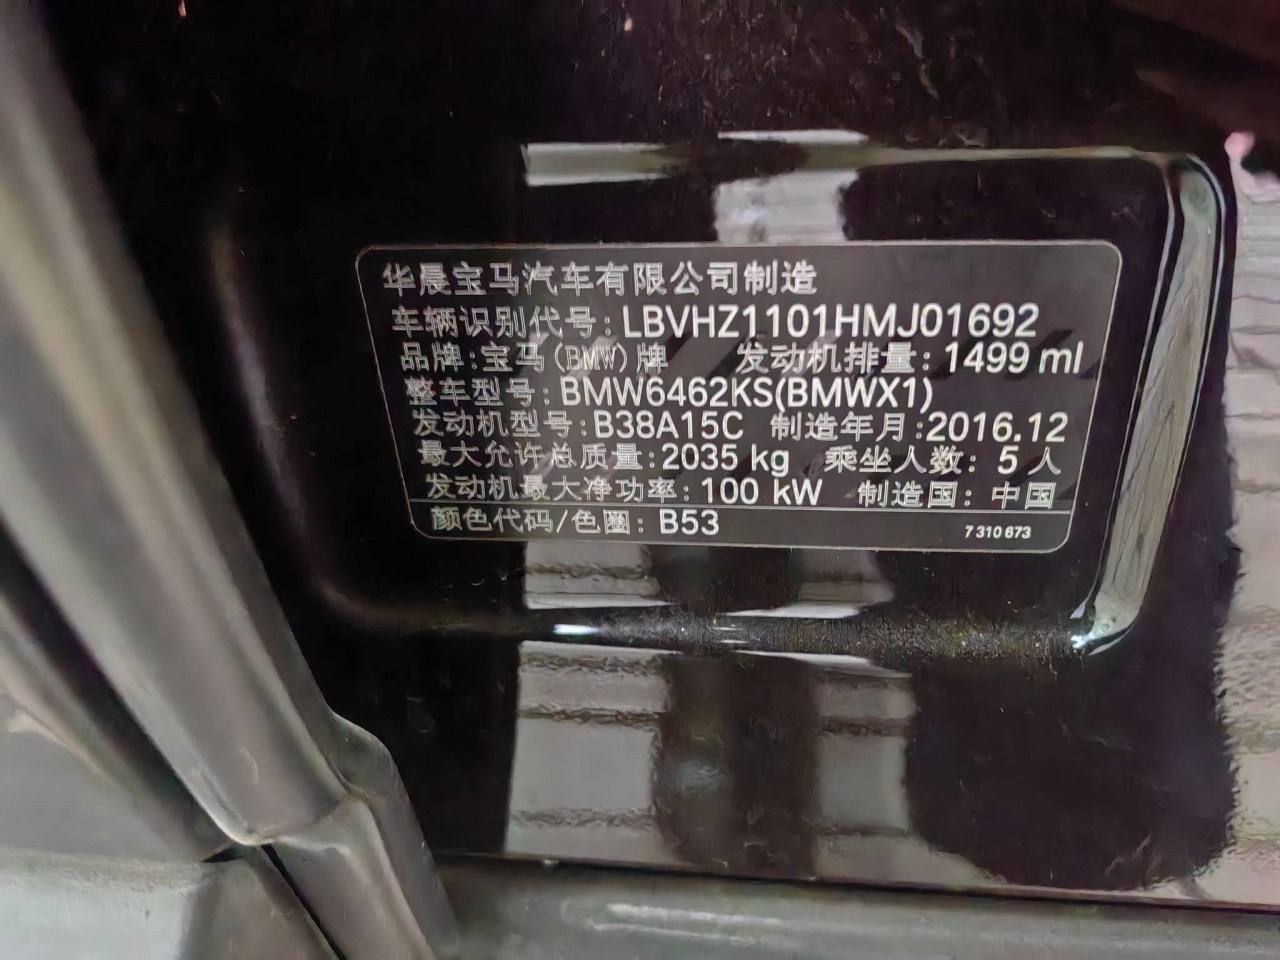 华晨宝马汽车有限公司制造
车辆识别代号: LBVHZ1101HMJ01692
品牌: 宝马(BMW)牌 发动机排量: 1499 ml
整车型号: BMW6462KS(BMWX1)
发动机型号: B38A15C 制造年月: 2016.12
最大允许总质量: 2035 kg 乘坐人数: 5 人
发动机最大净功率: 100 kW 制造国: 中国
颜色代码/色圈: B53 7 310 673